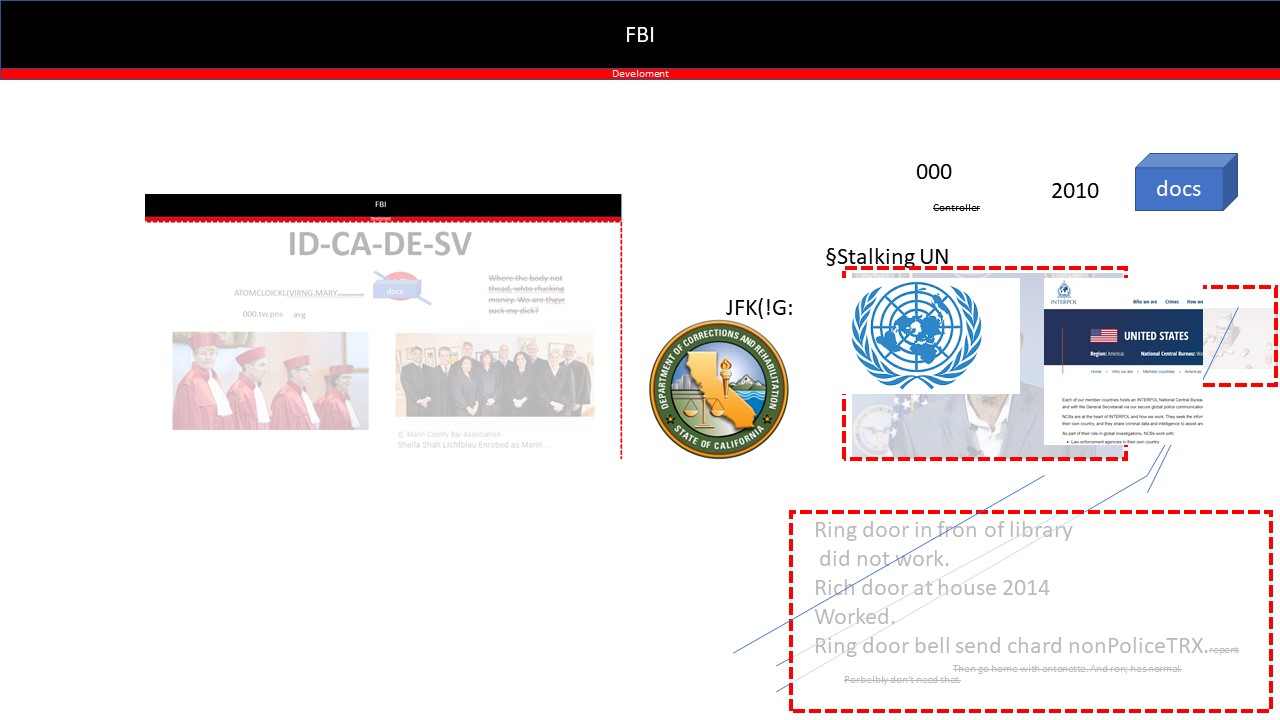 FBI
Develoment
000
Controller
2010
docs
FBI
Develoment
ID-CA-DE-SV
ATOMCLOICKL(VIRNG.MARY
docs
000.tw.pns avg
Where the body not
thead, whte rfucking
money. Wo are thger
suck my dick?
Marin County Bar Association
Sheila Shah Lichtblau Enrobed as Marin ...
§Stalking UN
JFK(!G:
DEPARTMENT OF CORRECTIONS AND REHABILITATION
STATE OF CALIFORNIA
INTERPOL
Who we are Crimes How we
UNITED STATES
Region: Americas National Central Bureau: Wa
Home Who we are Member countries Americas
Each of our member countries hosts an INTERPOL National Central Bureau
and with the General Secretariat via our secure global police communication
NCBs are at the heart of INTERPOL and how we work. They seek the infor
their own country, and they share criminal data and intelligence to assist an
As part of their role in global investigations, NCBs work with:
• Law enforcement agencies in their own country
Ring door in fron of library
did not work.
Rich door at house 2014
Worked.
Ring door bell send chard nonPoliceTRX.repent
Then go home with antonette. And ron; hes normal.
Porbelbly don't need that.